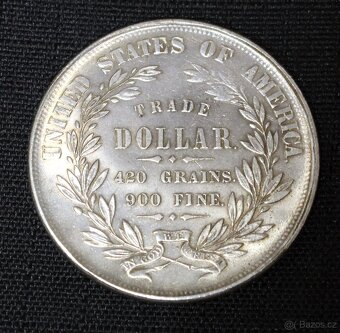 UNITED STATES OF AMERICA
TRADE
DOLLAR.
420 GRAINS.
900 FINE.
Bazos.cz